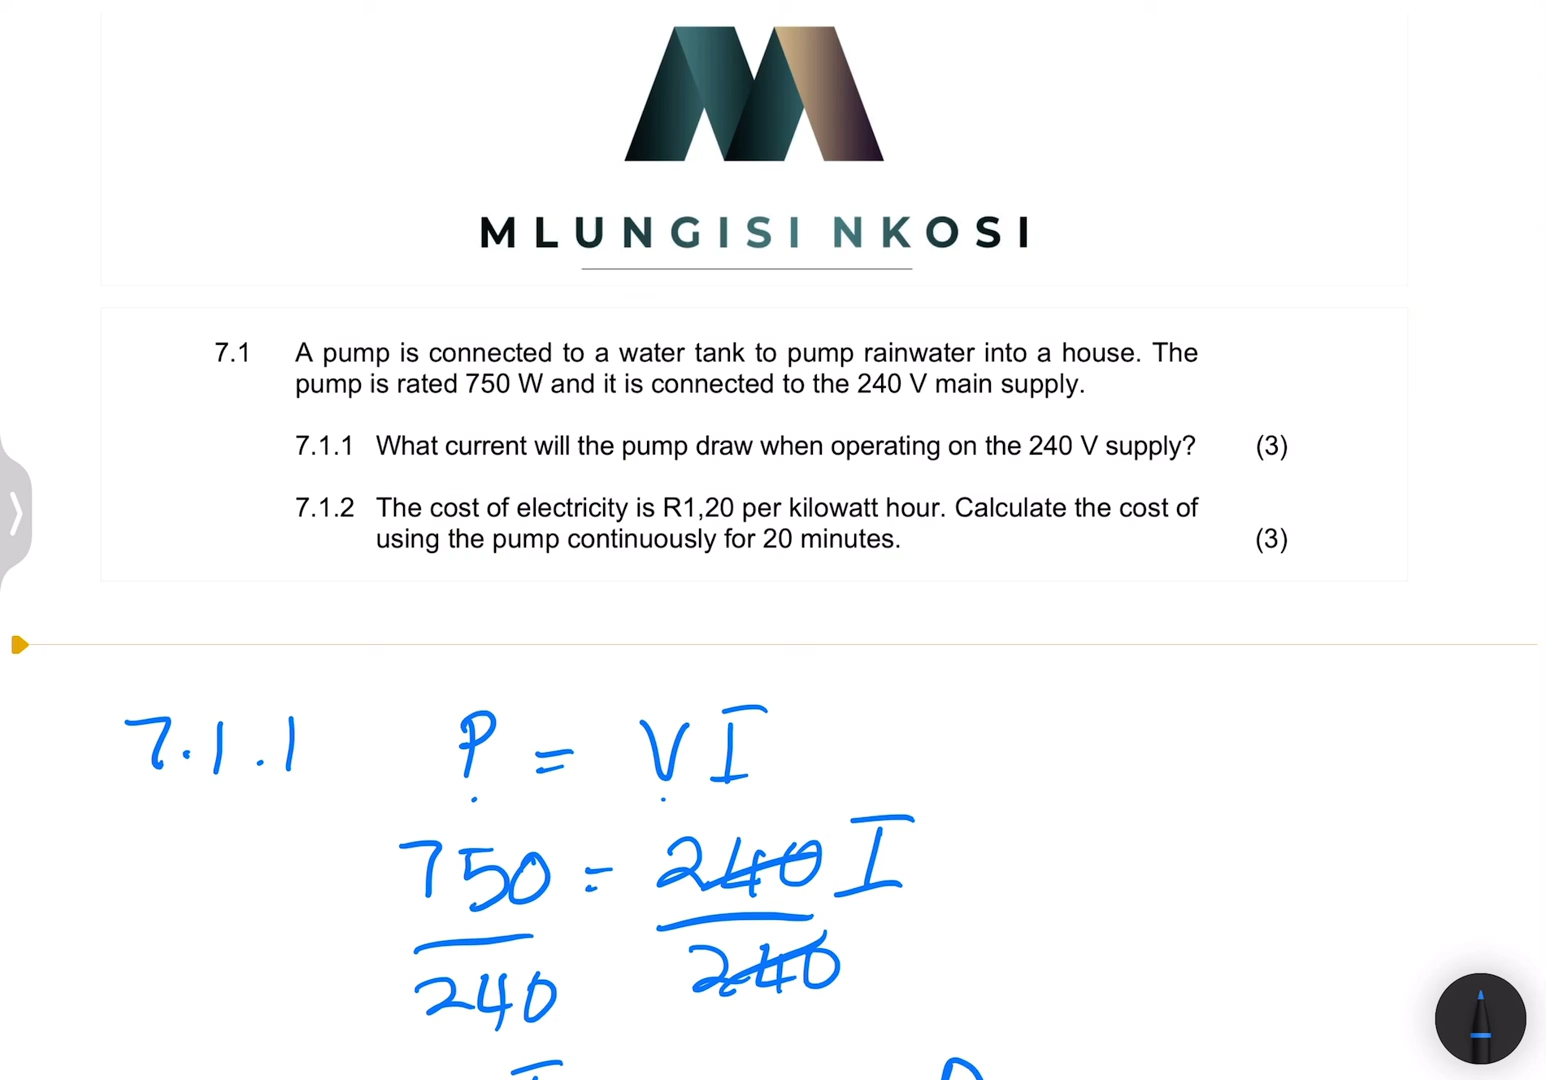 MLUNGISI NKOSI
7.1 A pump is connected to a water tank to pump rainwater into a house. The
pump is rated 750 W and it is connected to the 240 V main supply.
7.1.1 What current will the pump draw when operating on the 240 V supply? (3)
7.1.2 The cost of electricity is R1,20 per kilowatt hour. Calculate the cost of
using the pump continuously for 20 minutes. (3)
7.1.1 P = VI
750 = 240 I
240 240